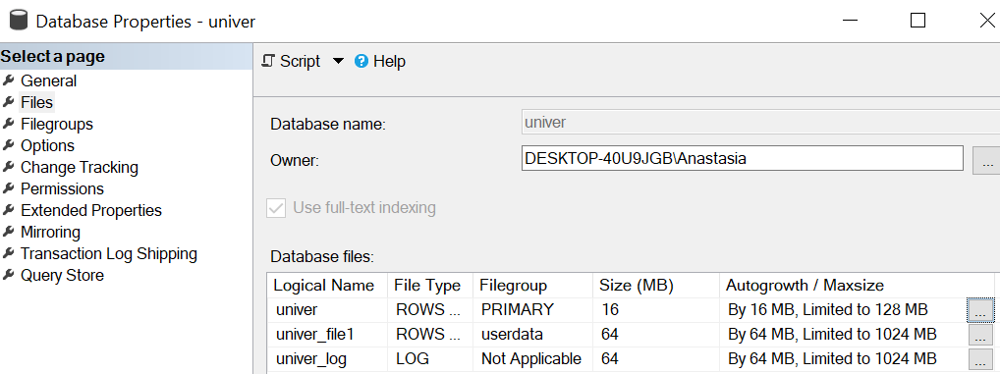 Database Properties - univer
Select a page
General
Files
Filegroups
Options
Change Tracking
Permissions
Extended Properties
Mirroring
Transaction Log Shipping
Query Store
Script Help
Database name: univer
Owner: DESKTOP-40U9JGB\Anastasia ...
Use full-text indexing
Database files:
Logical Name File Type Filegroup Size (MB) Autogrowth / Maxsize
univer ROWS ... PRIMARY 16 By 16 MB, Limited to 128 MB ...
univer_file1 ROWS ... userdata 64 By 64 MB, Limited to 1024 MB ...
univer_log LOG Not Applicable 64 By 64 MB, Limited to 1024 MB ...